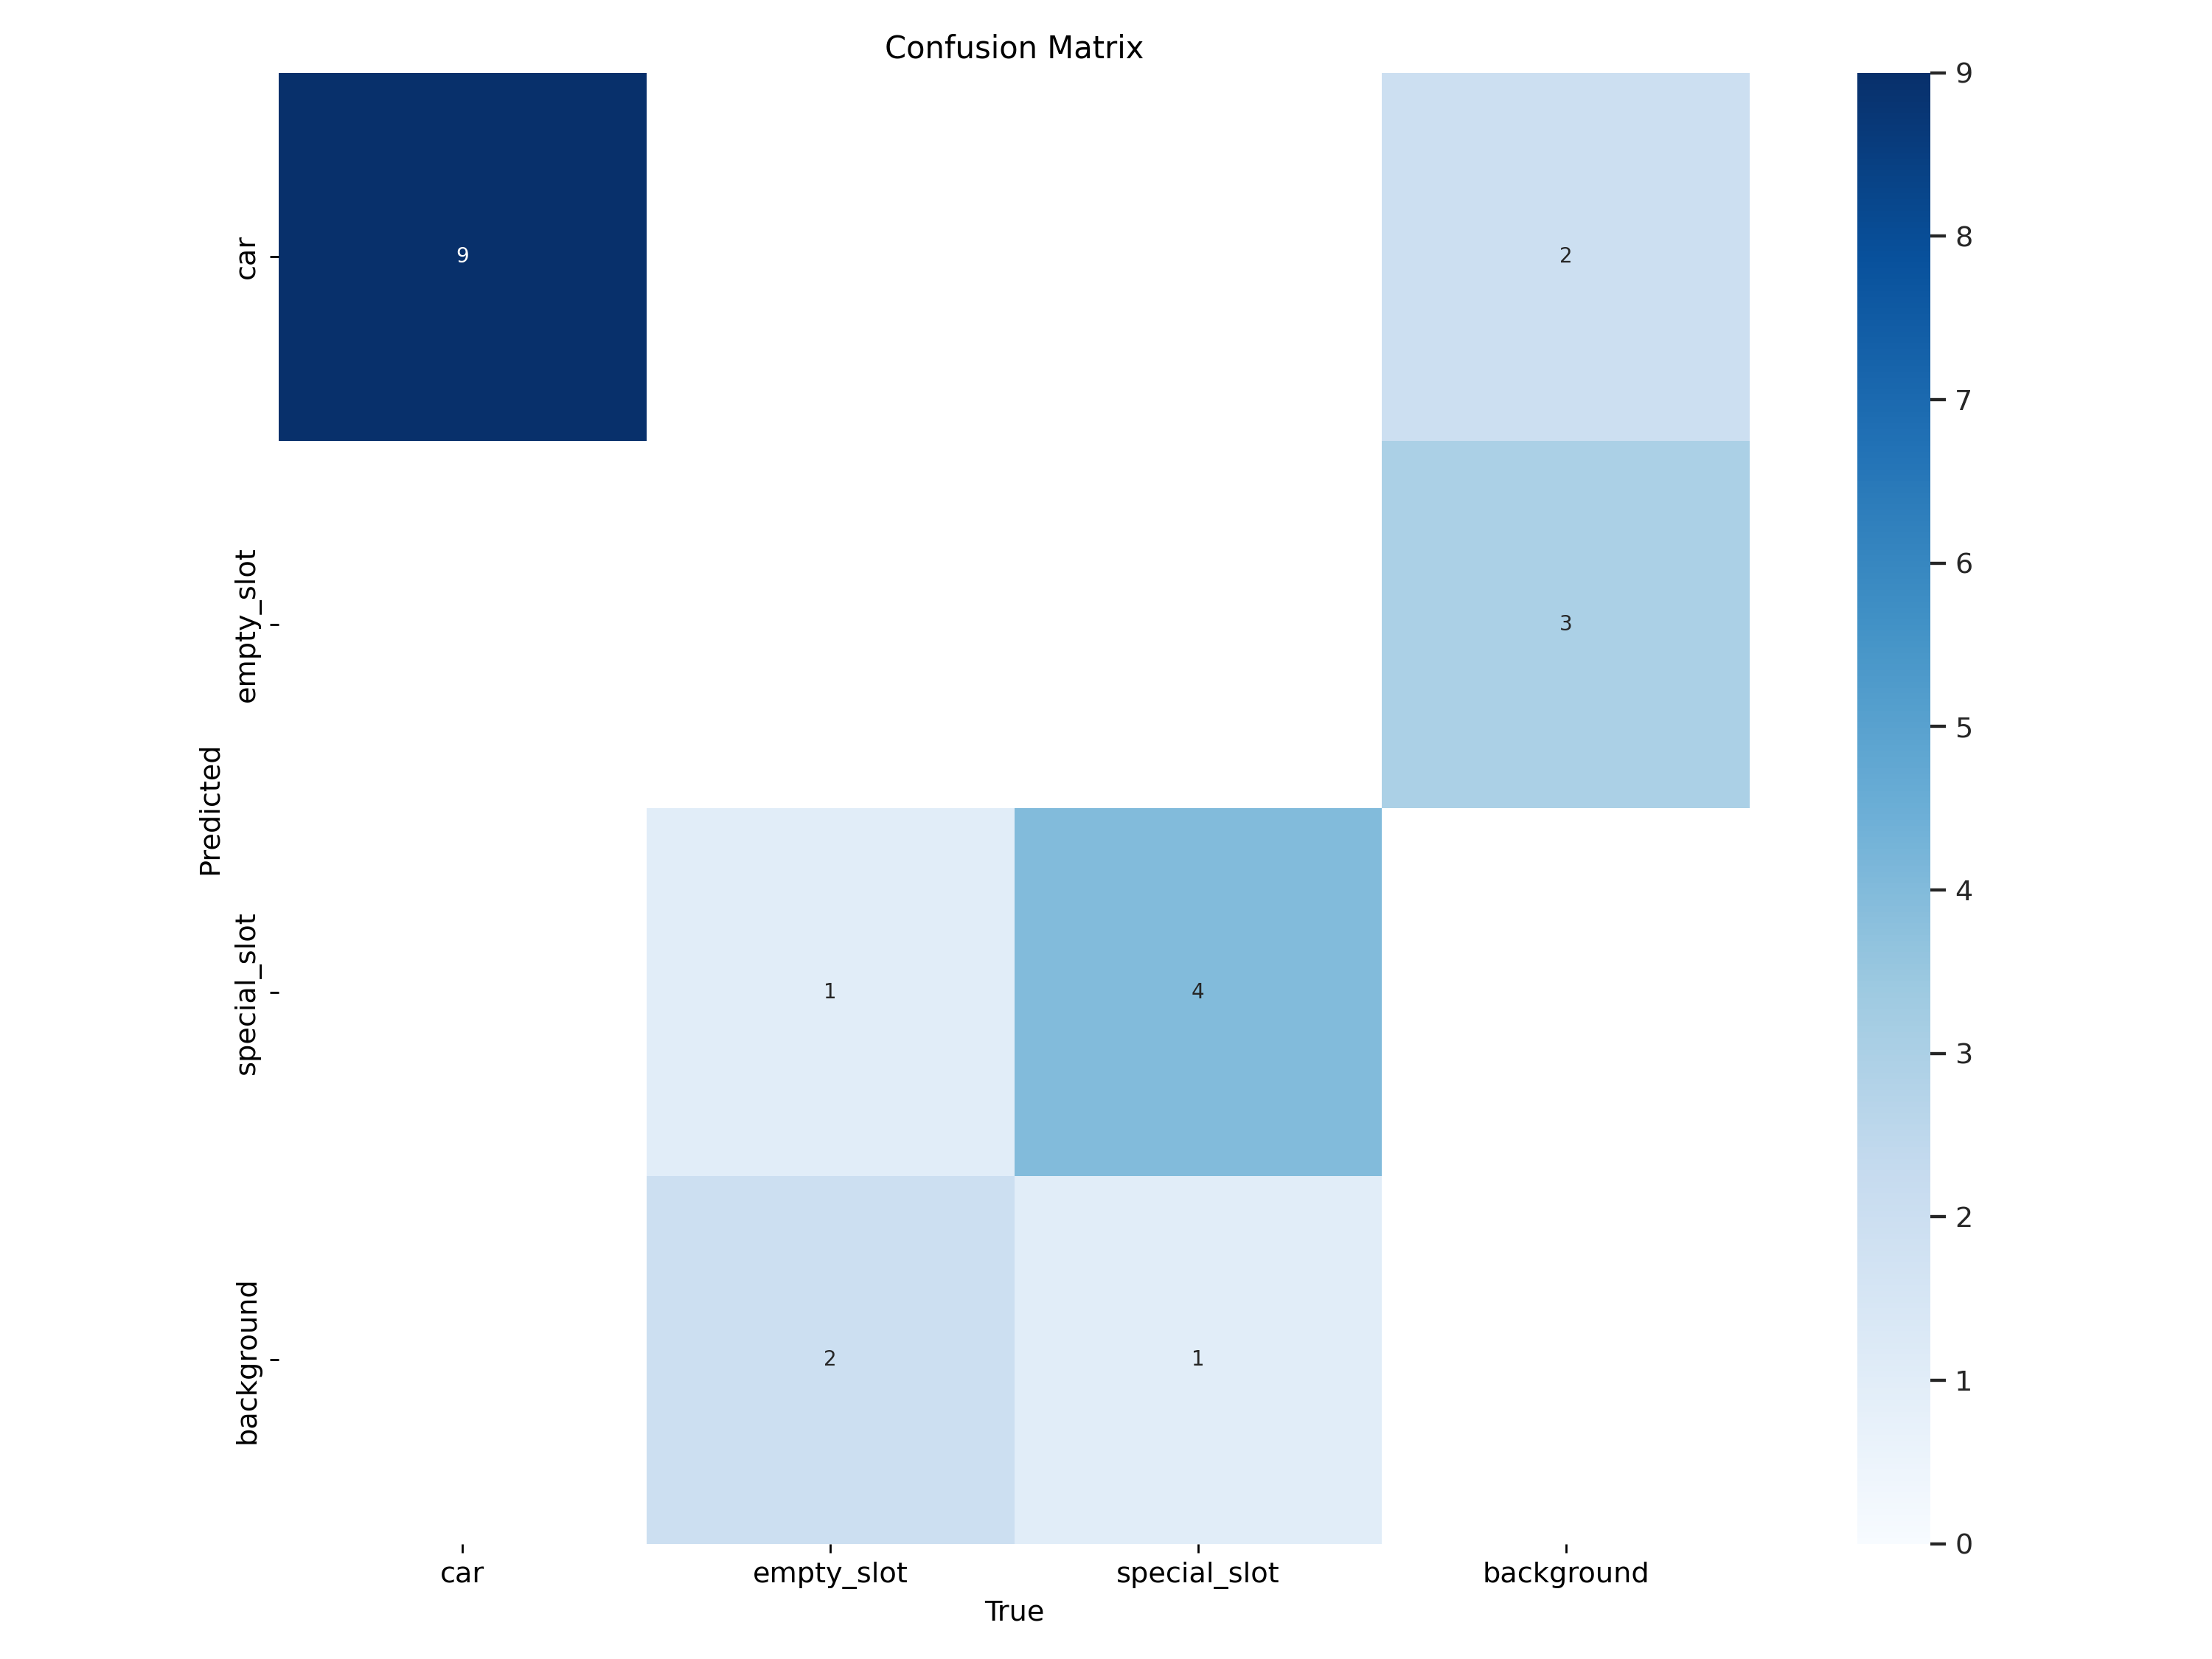 Confusion Matrix
car
9
2
empty_slot
3
special_slot
1
4
background
2
1
car
empty_slot
special_slot
background
True
Predicted
9
8
7
6
5
4
3
2
1
0